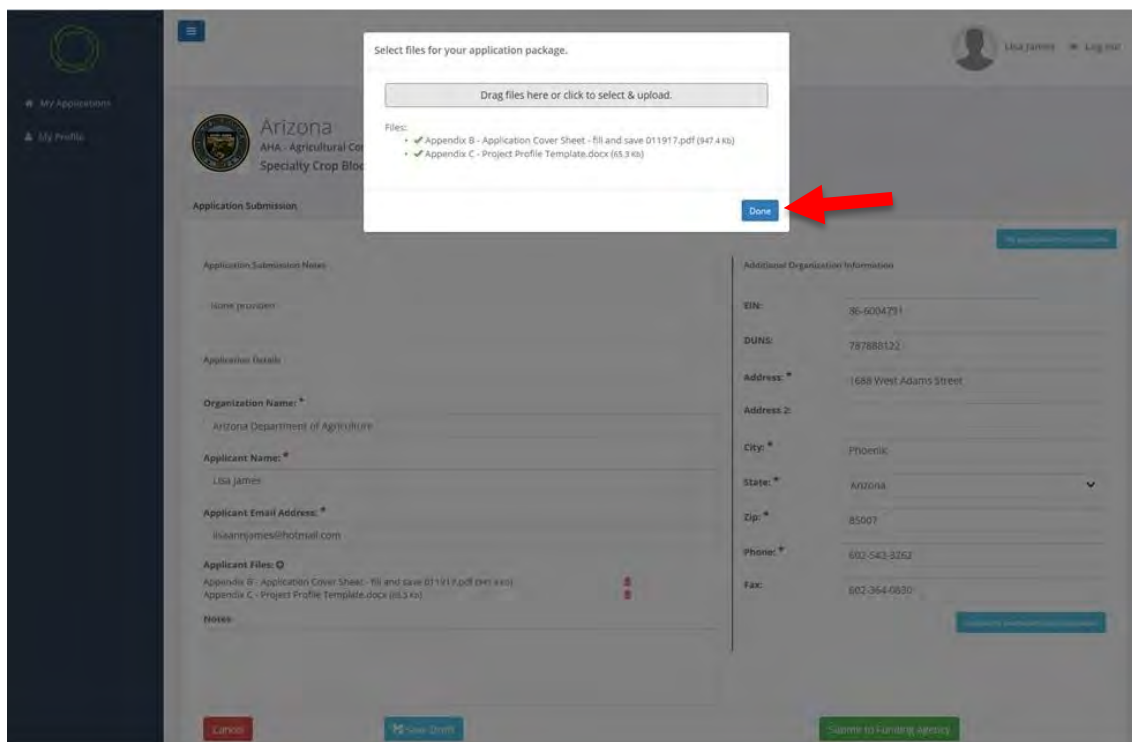 Select files for your application package.
Lisa James Log out
Drag files here or click to select & upload.
My Applications
My Profile
Files:
Appendix B - Application Cover Sheet - fill and save 011917.pdf (947.4 Kb)
Appendix C - Project Profile Template.docx (65.3 Kb)
Arizona
AHA - Agricultural Co
Specialty Crop Bloc
Done
Application Submission
Application Submission Notes
None provided
Application Details
Organization Name: *
Arizona Department of Agriculture
Applicant Name: *
Lisa James
Applicant Email Address: *
lisaannjames@hotmail.com
Applicant Files:
Appendix B - Application Cover Sheet - fill and save 011917.pdf (947.4 Kb)
Appendix C - Project Profile Template.docx (65.3 Kb)
Notes:
Additional Organization Information
EIN: 86-6004791
DUNS: 787888122
Address: * 1688 West Adams Street
Address 2:
City: * Phoenix
State: * Arizona
Zip: * 85007
Phone: * 602-542-3262
Fax: 602-364-0830
Cancel
Save Draft
Submit to Funding Agency